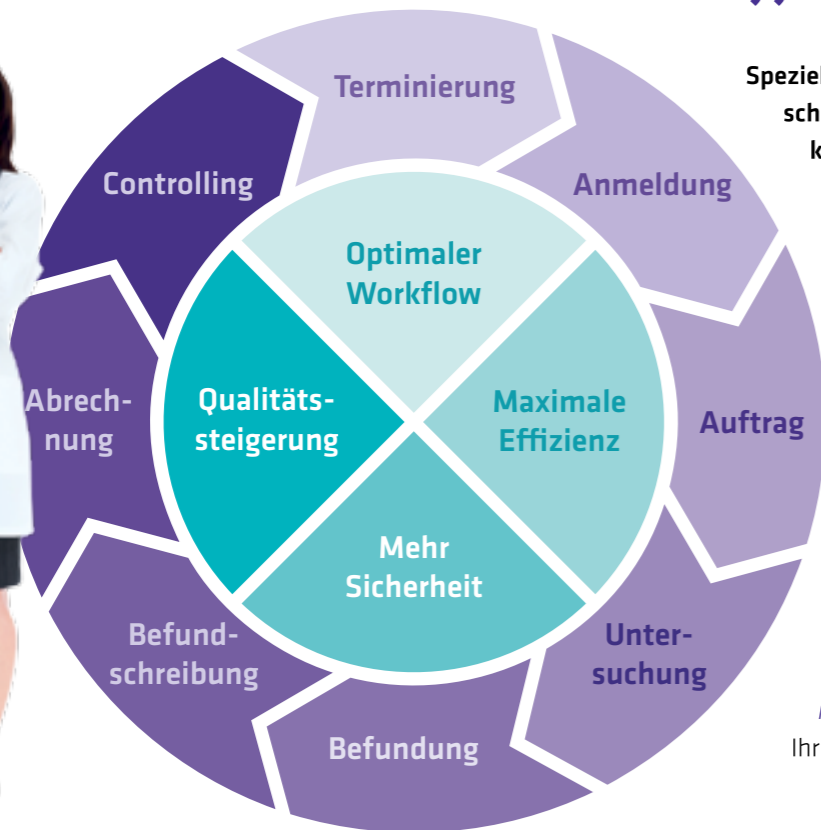 Terminierung
Anmeldung
Auftrag
Unter-
suchung
Befundung
Befund-
schreibung
Abrech-
nung
Controlling
Optimaler
Workflow
Maximale
Effizienz
Mehr
Sicherheit
Qualitäts-
steigerung
Ihr